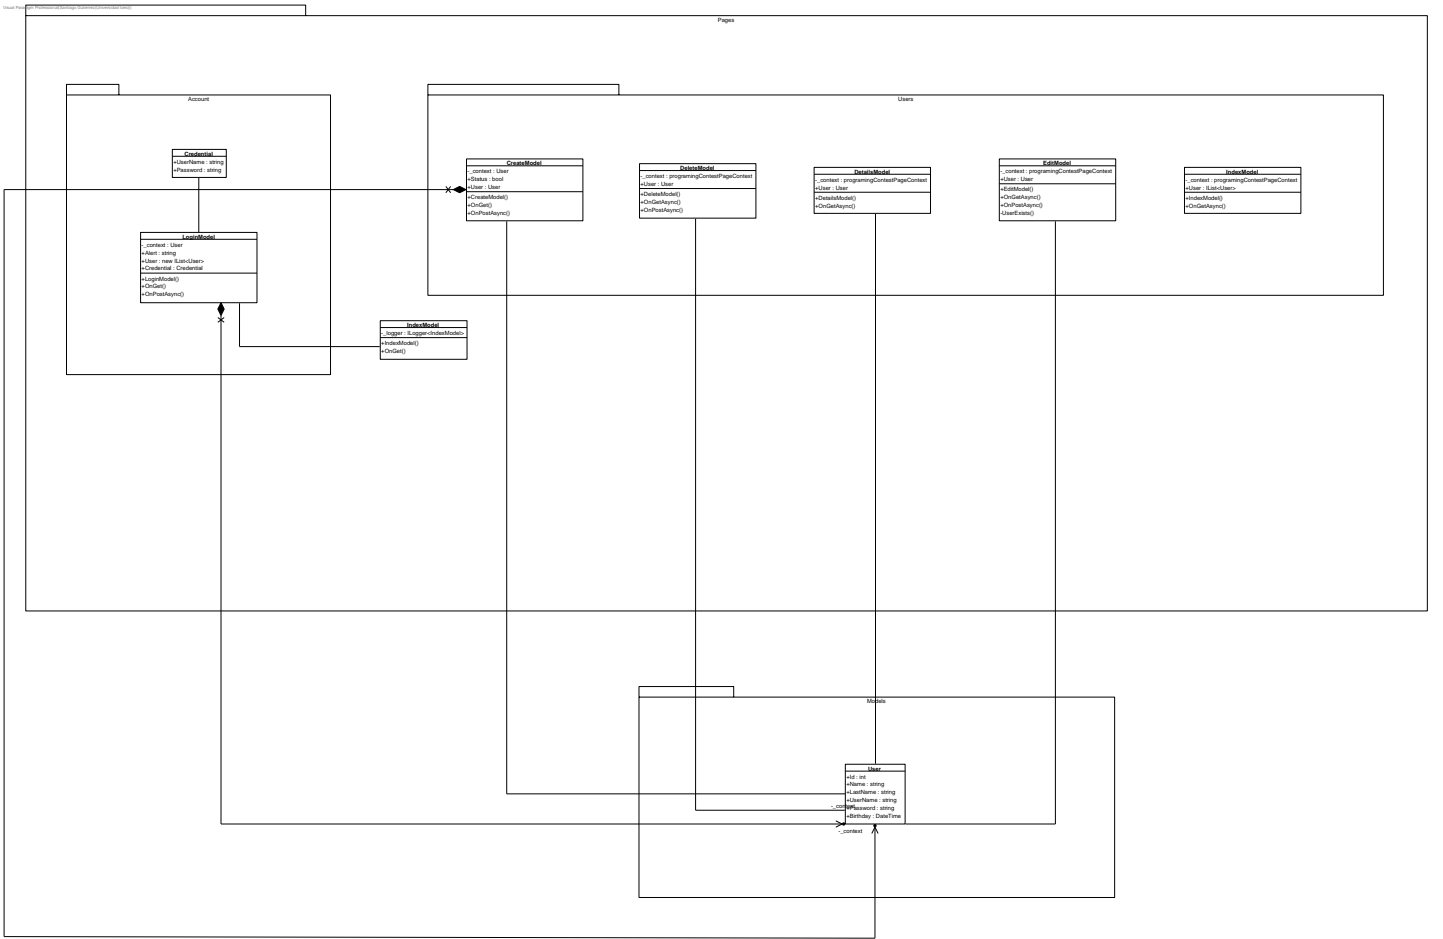 Pages
Account
Users
Credential
+UserName : string
+Password : string
LoginModel
-_context : User
+Alert : string
+User : new IList<User>
+Credential : Credential
+LoginModel()
+OnGet()
+OnPostAsync()
IndexModel
-_logger : ILogger<IndexModel>
+IndexModel()
+OnGet()
CreateModel
-_context : User
+Status : bool
+User : User
+CreateModel()
+OnGet()
+OnPostAsync()
DeleteModel
-_context : programingContestPageContext
+User : User
+DeleteModel()
+OnGetAsync()
+OnPostAsync()
DetailsModel
-_context : programingContestPageContext
+User : User
+DetailsModel()
+OnGetAsync()
EditModel
-_context : programingContestPageContext
+User : User
+EditModel()
+OnGetAsync()
+OnPostAsync()
-UserExists()
IndexModel
-_context : programingContestPageContext
+User : IList<User>
+IndexModel()
+OnGetAsync()
Models
User
+Id : int
+Name : string
+LastName : string
+UserName : string
+Password : string
+Birthday : DateTime
-_context
-_context